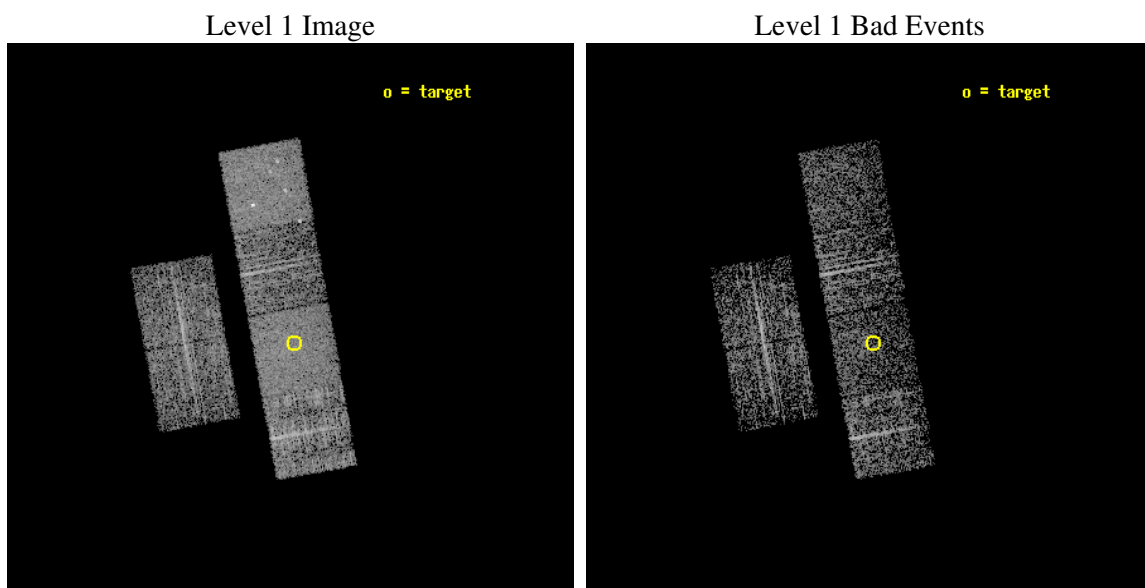 Level 1 Image
Level 1 Bad Events
o = target
o = target